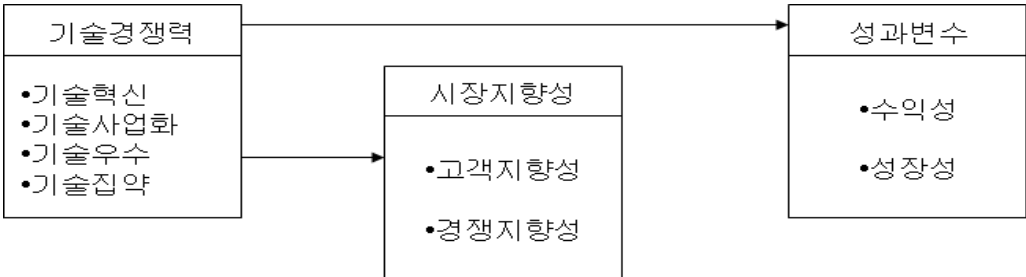 기술경쟁력
•기술혁신
•기술사업화
•기술우수
•기술집약
시장지향성
•고객지향성
•경쟁지향성
성과변수
•수익성
•성장성